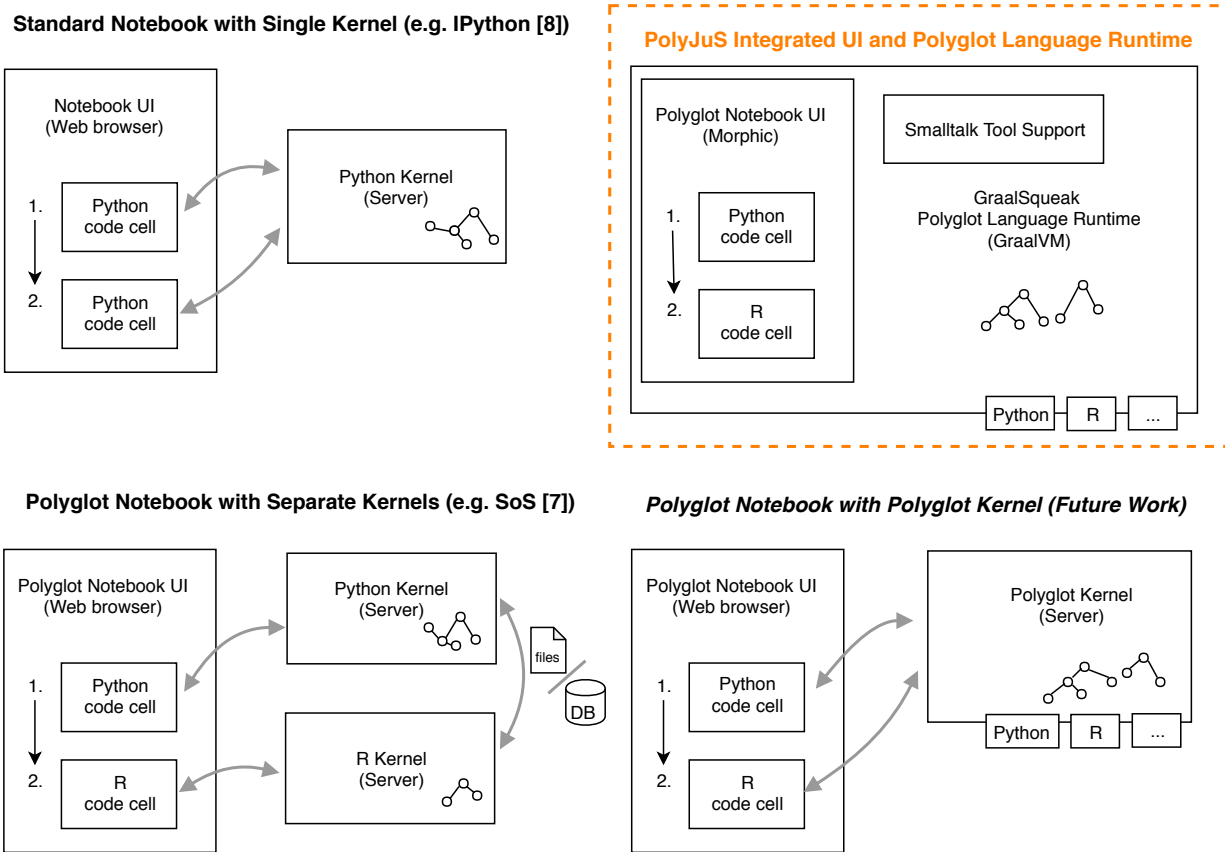 Standard Notebook with Single Kernel (e.g. IPython [8])
Notebook UI
(Web browser)
1.
Python
code cell
2.
Python
code cell
Python Kernel
(Server)
PolyJuS Integrated UI and Polyglot Language Runtime
Polyglot Notebook UI
(Morphic)
1.
Python
code cell
2.
R
code cell
Smalltalk Tool Support
GraalSqueak
Polyglot Language Runtime
(GraalVM)
Python
R
...
Polyglot Notebook with Separate Kernels (e.g. SoS [7])
Polyglot Notebook UI
(Web browser)
1.
Python
code cell
2.
R
code cell
Python Kernel
(Server)
R Kernel
(Server)
files
DB
Polyglot Notebook with Polyglot Kernel (Future Work)
Polyglot Notebook UI
(Web browser)
1.
Python
code cell
2.
R
code cell
Polyglot Kernel
(Server)
Python
R
...